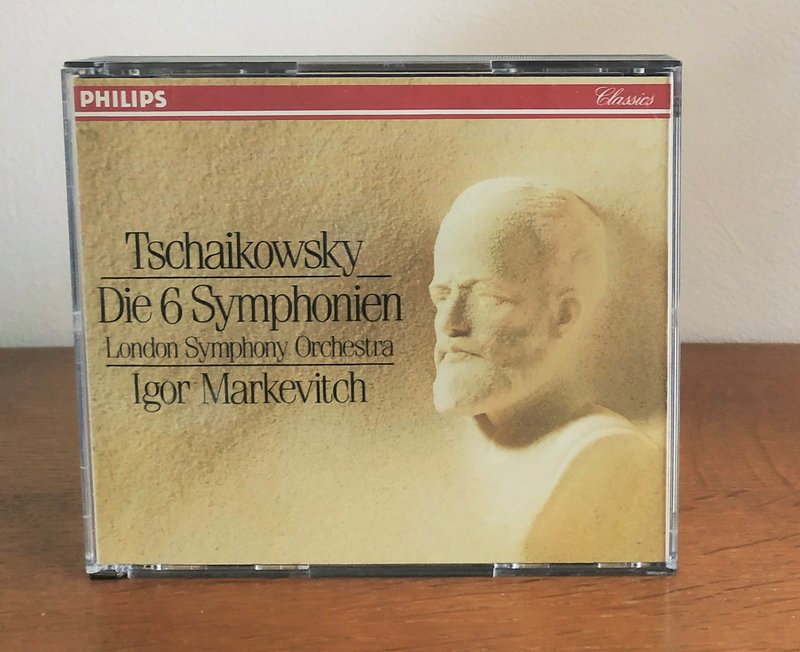 PHILIPS
Classics
Tschaikowsky
Die 6 Symphonien
London Symphony Orchestra
Igor Markevitch